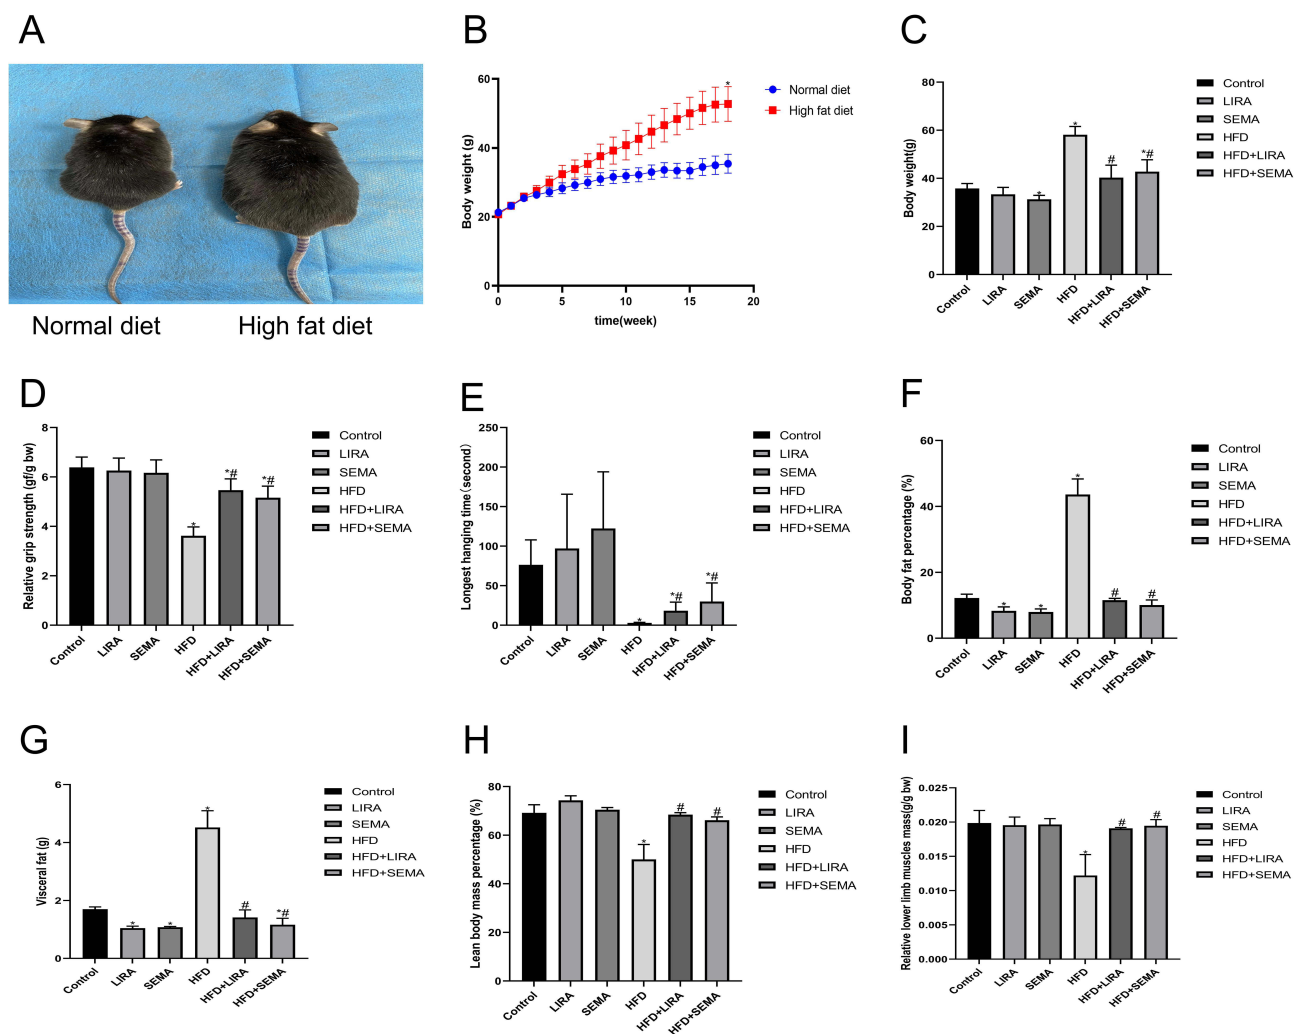 A
Normal diet
High fat diet
B
Body weight (g)
60
40
20
0
0
5
10
15
20
time(week)
*
Normal diet
High fat diet
C
Body weight(g)
80
60
40
20
0
*
*
#
*#
Control
LIRA
SEMA
HFD
HFD+LIRA
HFD+SEMA
Control
LIRA
SEMA
HFD
HFD+LIRA
HFD+SEMA
D
Relative grip strength (gf/g bw)
8
6
4
2
0
*
*#
*#
Control
LIRA
SEMA
HFD
HFD+LIRA
HFD+SEMA
Control
LIRA
SEMA
HFD
HFD+LIRA
HFD+SEMA
E
Longest hanging time(second)
250
200
150
100
50
0
*
*#
*#
Control
LIRA
SEMA
HFD
HFD+LIRA
HFD+SEMA
Control
LIRA
SEMA
HFD
HFD+LIRA
HFD+SEMA
F
Body fat percentage (%)
60
40
20
0
*
*
*
#
#
Control
LIRA
SEMA
HFD
HFD+LIRA
HFD+SEMA
Control
LIRA
SEMA
HFD
HFD+LIRA
HFD+SEMA
G
Visceral fat (g)
6
4
2
0
*
*
*
#
*#
Control
LIRA
SEMA
HFD
HFD+LIRA
HFD+SEMA
Control
LIRA
SEMA
HFD
HFD+LIRA
HFD+SEMA
H
Lean body mass percentage (%)
80
60
40
20
0
*
#
#
Control
LIRA
SEMA
HFD
HFD+LIRA
HFD+SEMA
Control
LIRA
SEMA
HFD
HFD+LIRA
HFD+SEMA
I
Relative lower limb muscles mass(g/g bw)
0.025
0.020
0.015
0.010
0.005
0.000
*
#
#
Control
LIRA
SEMA
HFD
HFD+LIRA
HFD+SEMA
Control
LIRA
SEMA
HFD
HFD+LIRA
HFD+SEMA